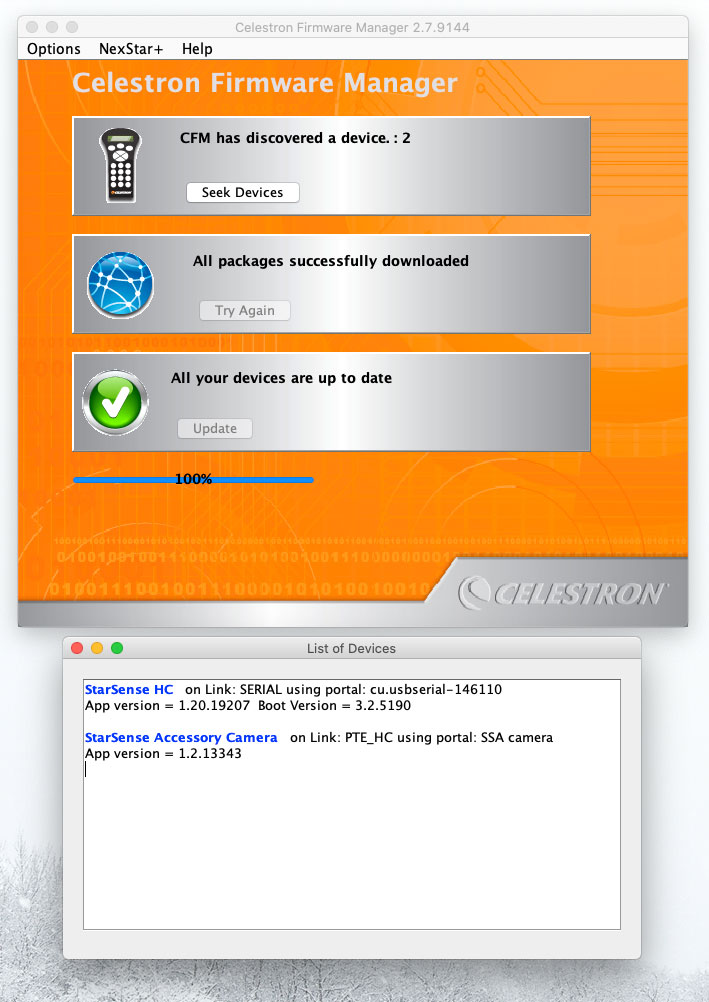 Celestron Firmware Manager 2.7.9144
Options NexStar+ Help
Celestron Firmware Manager
CFM has discovered a device. : 2
Seek Devices
All packages successfully downloaded
Try Again
All your devices are up to date
Update
100%
CELESTRON
List of Devices
StarSense HC on Link: SERIAL using portal: cu.usbserial-146110
App version = 1.20.19207 Boot Version = 3.2.5190
StarSense Accessory Camera on Link: PTE_HC using portal: SSA camera
App version = 1.2.13343